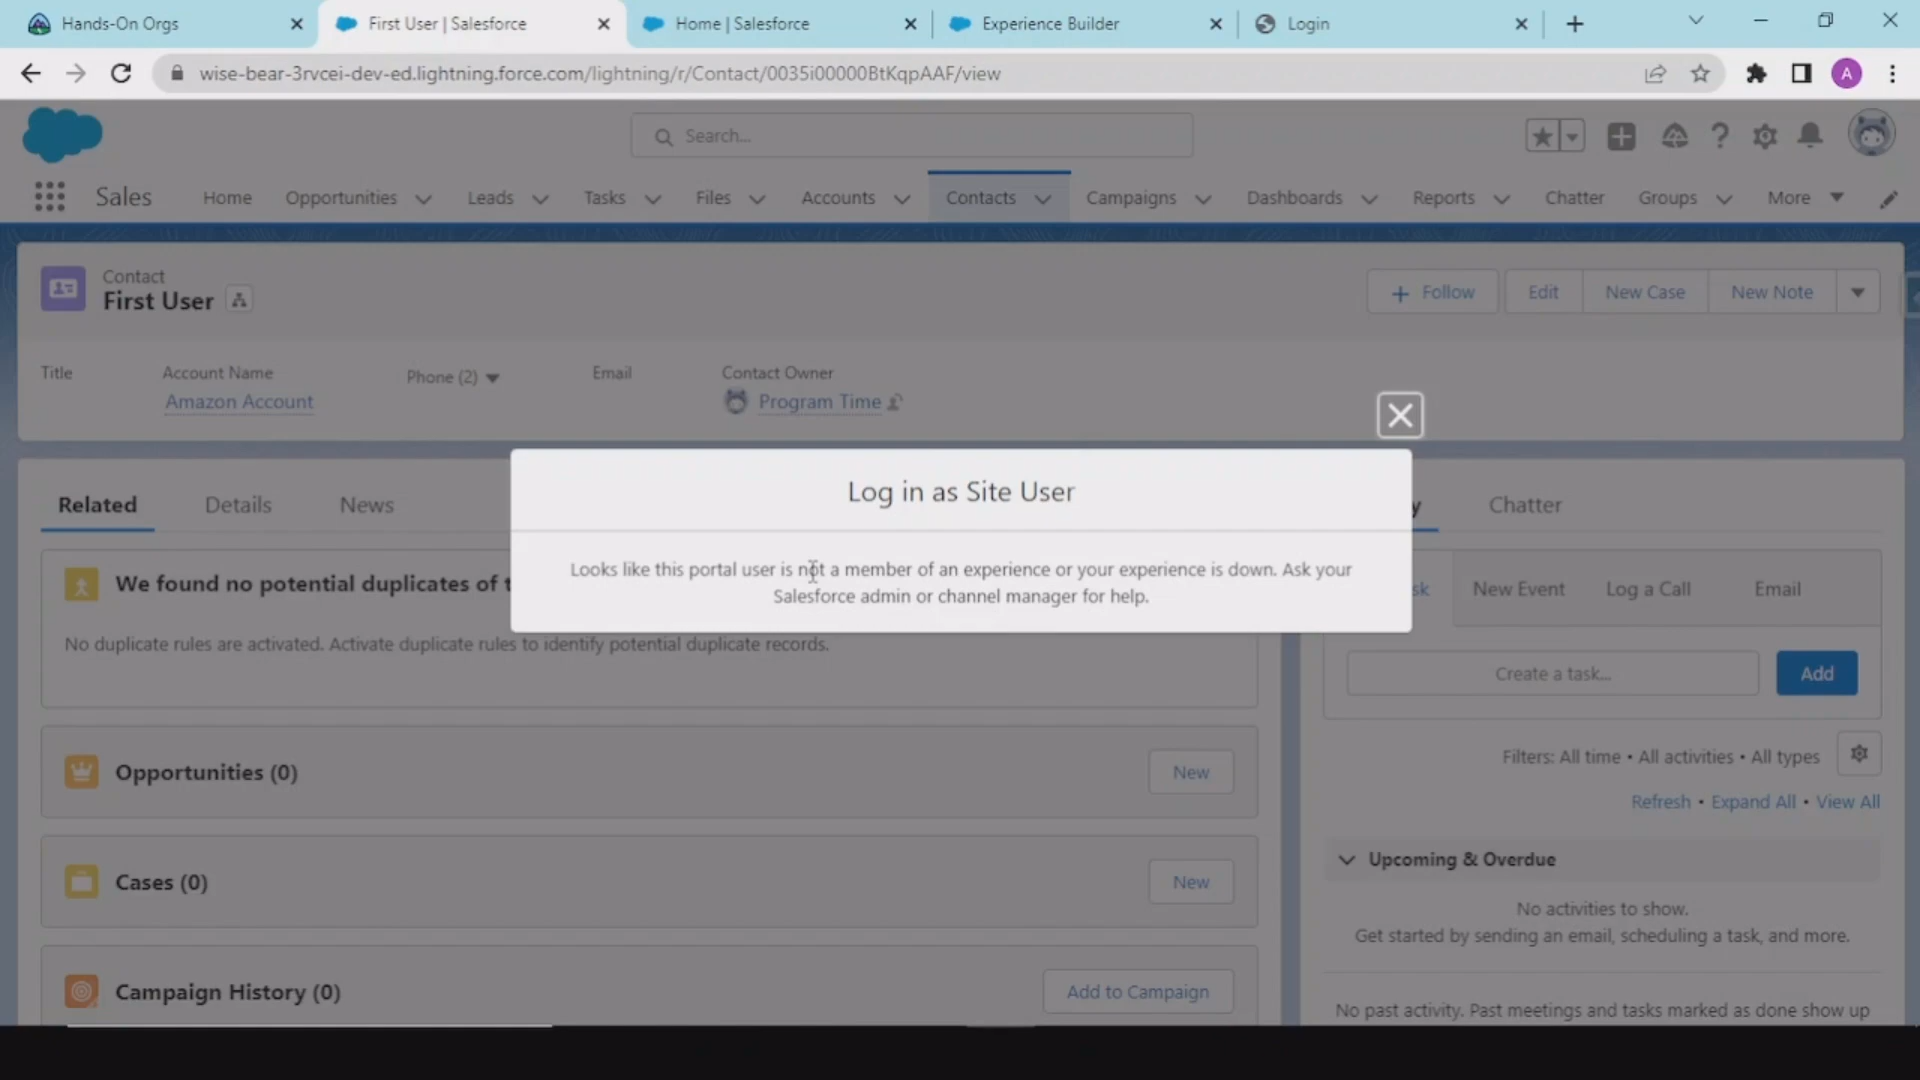 Hands-On Orgs
First User | Salesforce
Home | Salesforce
Experience Builder
Login
wise-bear-3rvcei-dev-ed.lightning.force.com/lightning/r/Contact/0035i00000BtKqpAAF/view
A
Search...
Sales
Home
Opportunities
Leads
Tasks
Files
Accounts
Contacts
Campaigns
Dashboards
Reports
Chatter
Groups
More
Contact
First User
Follow
Edit
New Case
New Note
Title
Account Name
Phone (2)
Email
Contact Owner
Amazon Account
Program Time
Log in as Site User
Looks like this portal user is not a member of an experience or your experience is down. Ask your
Salesforce admin or channel manager for help.
Related
Details
News
y
Chatter
We found no potential duplicates of t
No duplicate rules are activated. Activate duplicate rules to identify potential duplicate records.
sk
New Event
Log a Call
Email
Create a task...
Add
Opportunities (0)
New
Filters: All time • All activities • All types
Refresh • Expand All • View All
Cases (0)
New
Upcoming & Overdue
No activities to show.
Get started by sending an email, scheduling a task, and more.
Campaign History (0)
Add to Campaign
No past activity. Past meetings and tasks marked as done show up